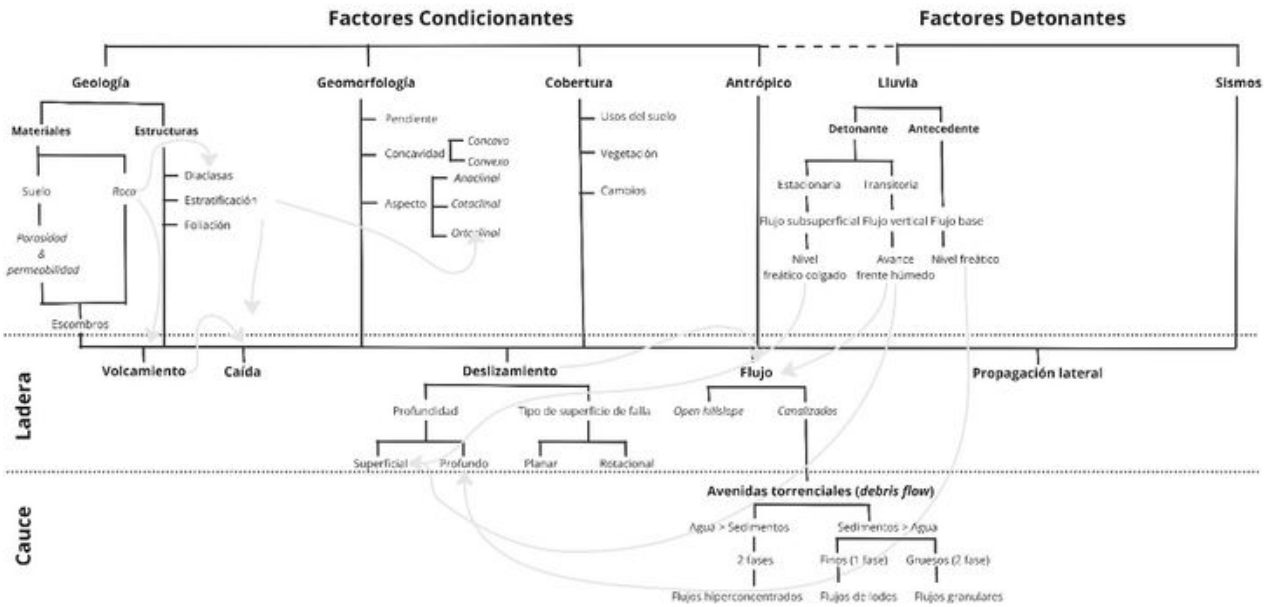 Factores Condicionantes
Factores Detonantes
Geología
Geomorfología
Cobertura
Antrópico
Lluvia
Sismos
Materiales
Estructuras
Suelo
Roca
Porosidad
&
permeabilidad
Escombros
Diaclasas
Estratificación
Foliación
Pendiente
Concavidad
Concavo
Convexo
Aspecto
Anaclinal
Cataclinal
Ortoclinal
Usos del suelo
Vegetación
Cambios
Detonante
Antecedente
Estacionaria
Transitoria
Flujo subsuperficial
Flujo vertical
Flujo base
Nivel
freático colgado
Avance
frente húmedo
Nivel freático
Ladera
Volcamiento
Caída
Deslizamiento
Flujo
Propagación lateral
Profundidad
Tipo de superficie de falla
Superficial
Profundo
Planar
Rotacional
Open hillslope
Canalizados
Cauce
Avenidas torrenciales (debris flow)
Agua > Sedimentos
Sedimentos > Agua
2 fases
Finos (1 fase)
Gruesos (2 fase)
Flujos hiperconcentrados
Flujos de lodos
Flujos granulares